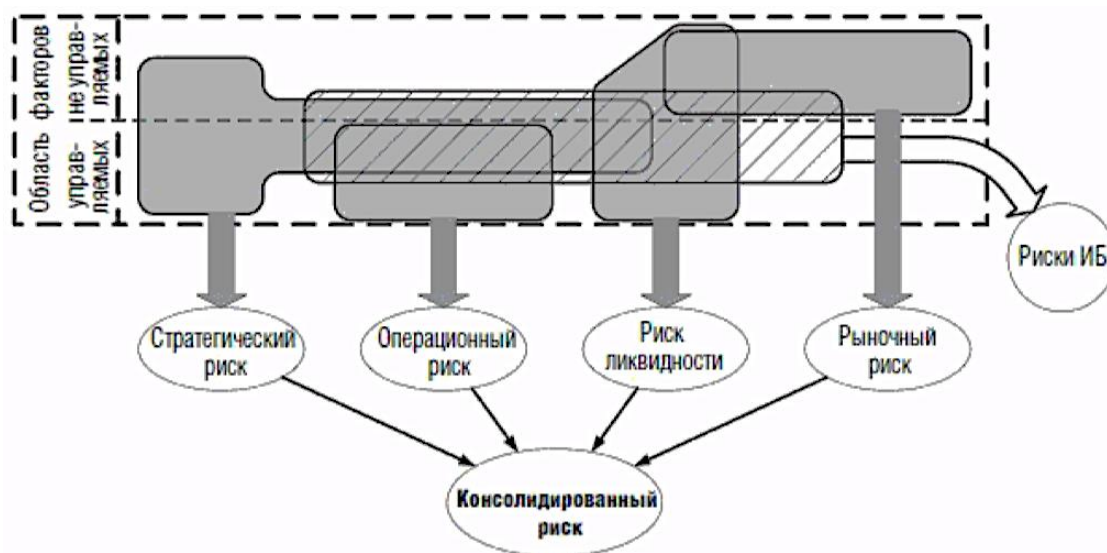 Область факторов
не управ-
ляемых
управ-
ляемых
Риски ИБ
Стратегический
риск
Операционный
риск
Риск
ликвидности
Рыночный
риск
Консолидированный
риск